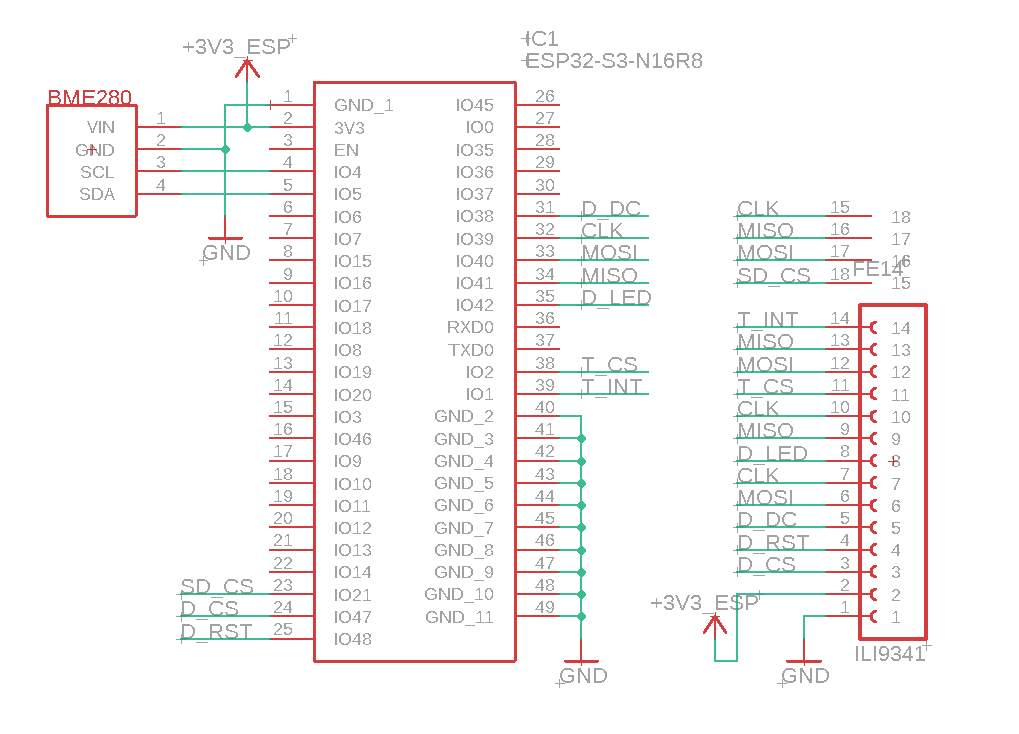 +3V3_ESP
IC1
ESP32-S3-N16R8
BME280
VIN 1
GND 2
SCL 3
SDA 4
GND
1 GND_1 IO45 26
2 3V3 IO0 27
3 EN IO35 28
4 IO4 IO36 29
5 IO5 IO37 30
6 IO6 IO38 31 D_DC
7 IO7 IO39 32 CLK
8 IO15 IO40 33 MOSI
9 IO16 IO41 34 MISO
10 IO17 IO42 35 D_LED
11 IO18 RXD0 36
12 IO8 TXD0 37
13 IO19 IO2 38 T_CS
14 IO20 IO1 39 T_INT
15 IO3 GND_2 40
16 IO46 GND_3 41
17 IO9 GND_4 42
18 IO10 GND_5 43
19 IO11 GND_6 44
20 IO12 GND_7 45
21 IO13 GND_8 46
22 IO14 GND_9 47
SD_CS 23 IO21 GND_10 48
D_CS 24 IO47 GND_11 49
D_RST 25 IO48
GND
CLK 15 18
MISO 16 17
MOSI 17 16
SD_CS 18 15
FE14
T_INT 14 14
MISO 13 13
MOSI 12 12
T_CS 11 11
CLK 10 10
MISO 9 9
D_LED 8 8
CLK 7 7
MOSI 6 6
D_DC 5 5
D_RST 4 4
D_CS 3 3
2 2
+3V3_ESP
1 1
ILI9341
GND